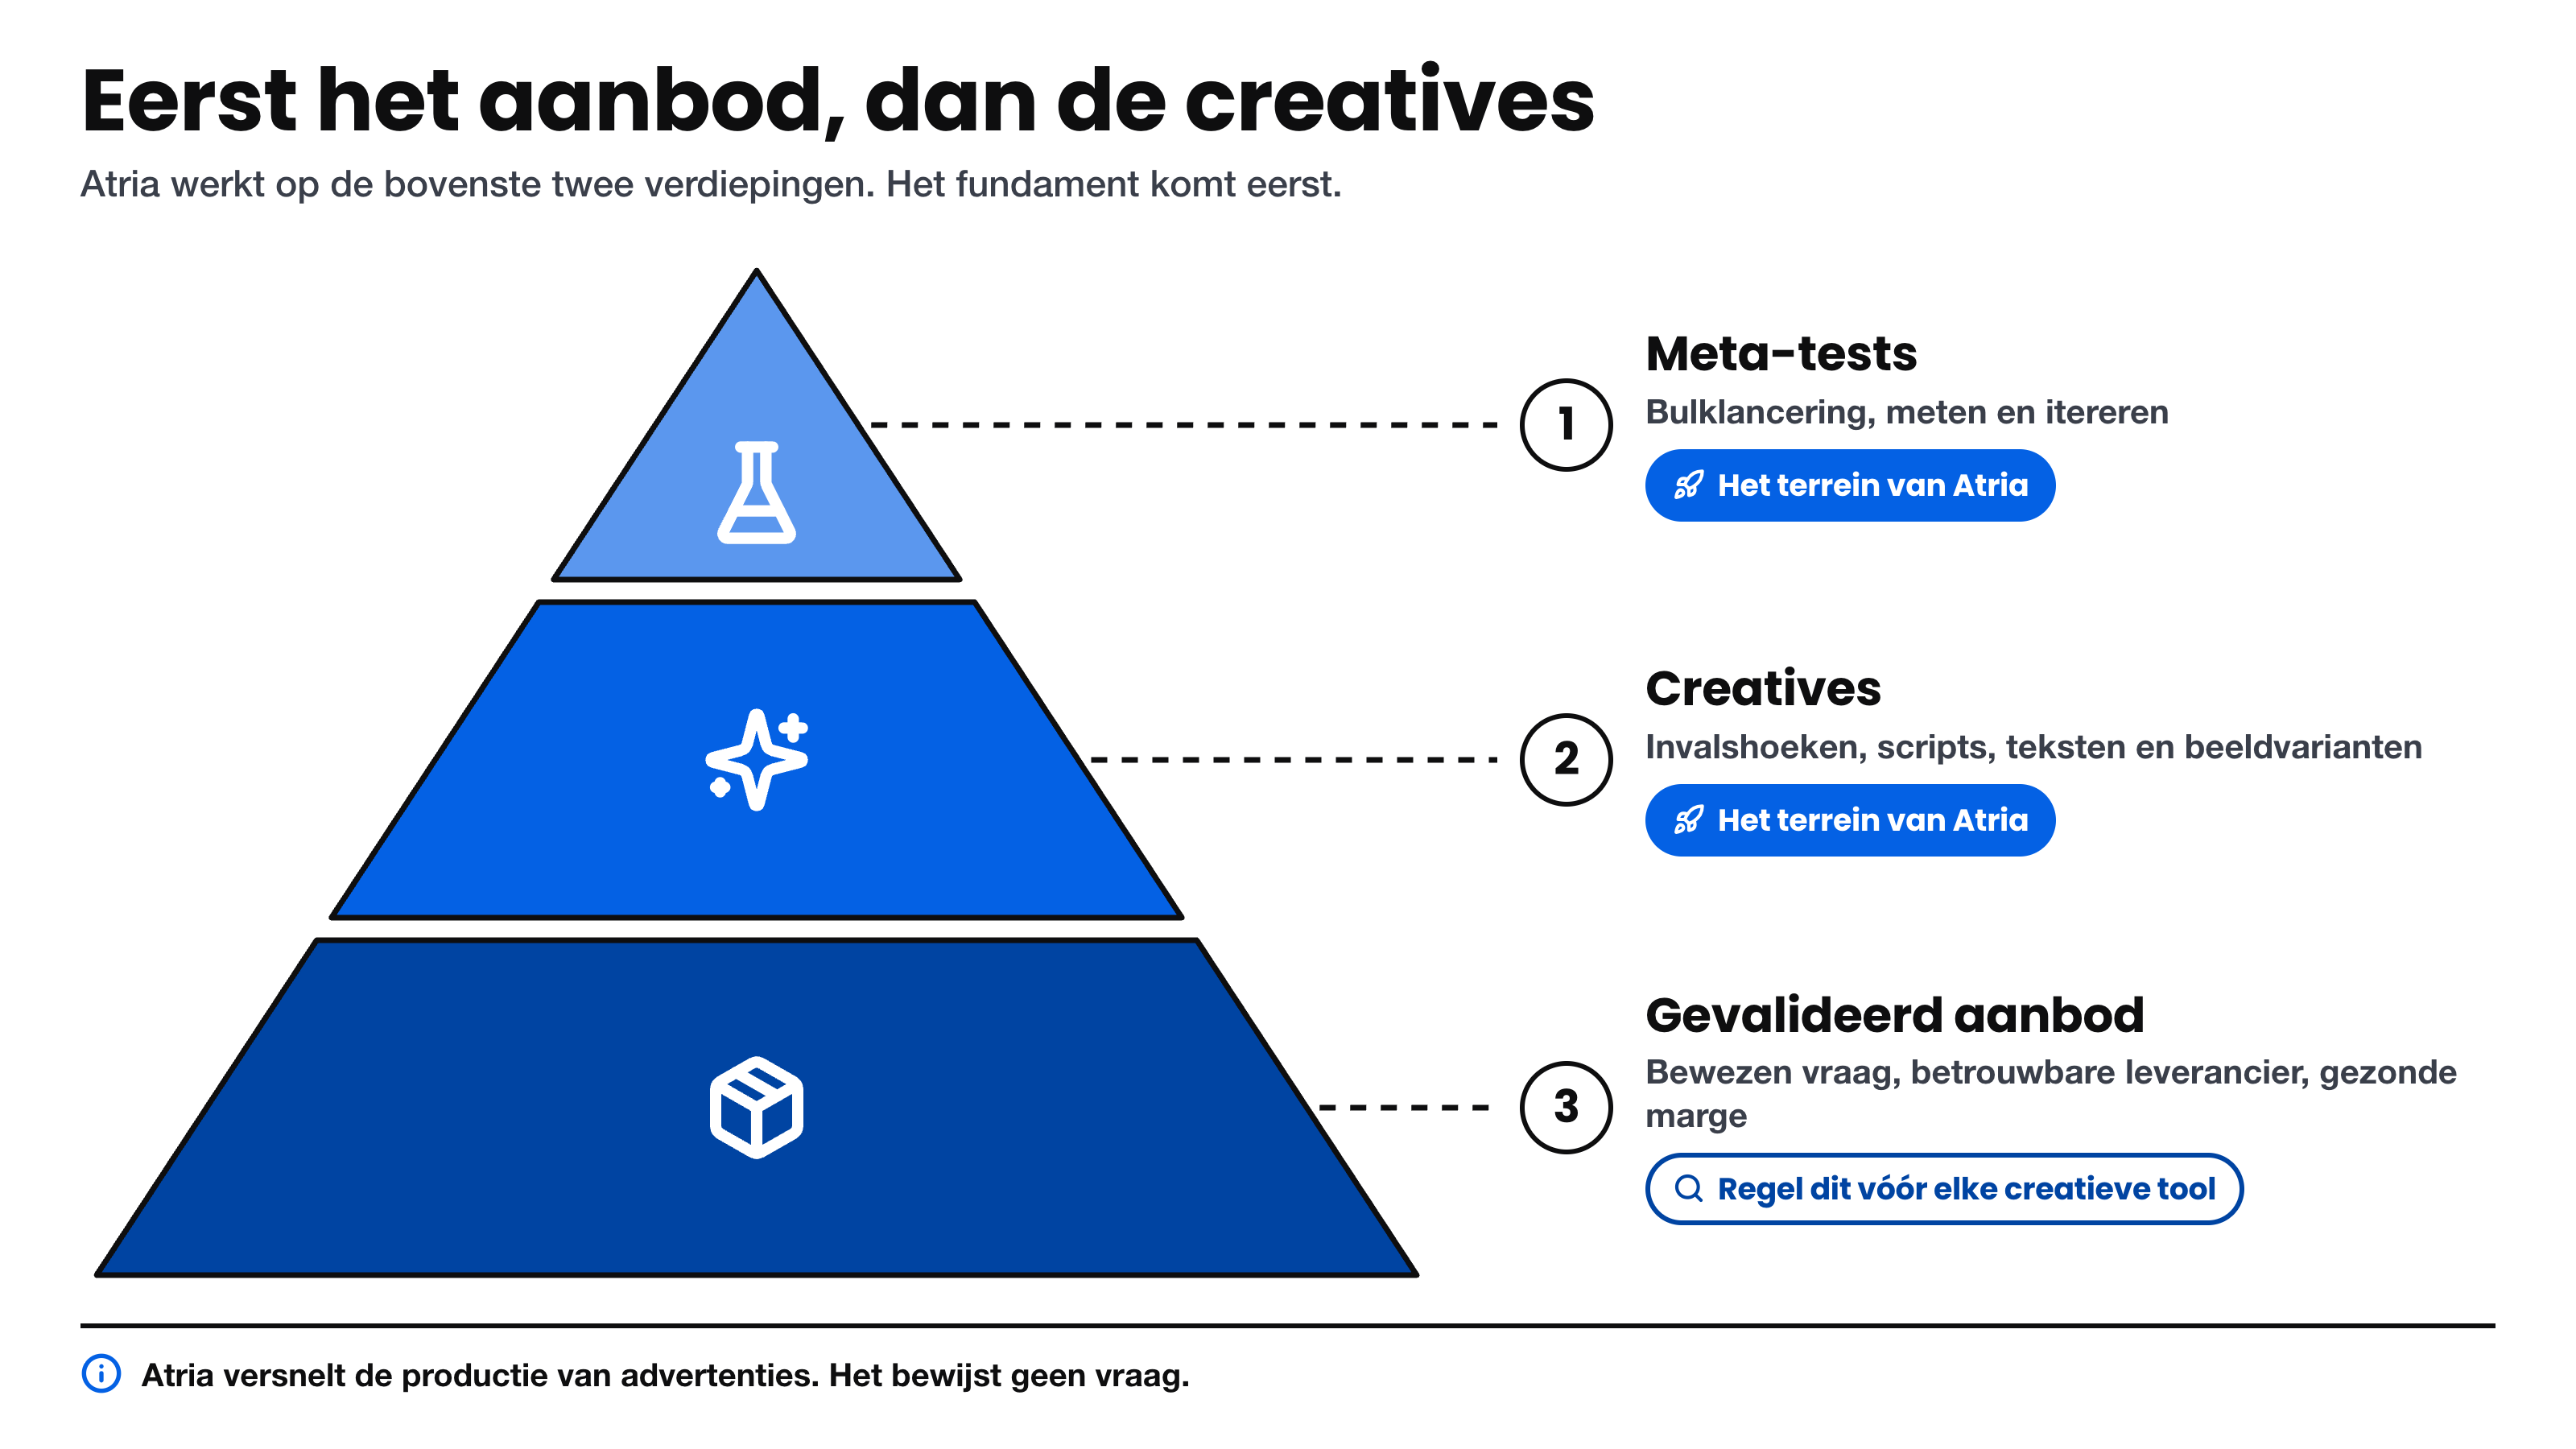 Eerst het aanbod, dan de creatives
Atria werkt op de bovenste twee verdiepingen. Het fundament komt eerst.
1
Meta-tests
Bulklancering, meten en itereren
Het terrein van Atria
2
Creatives
Invalshoeken, scripts, teksten en beeldvarianten
Het terrein van Atria
3
Gevalideerd aanbod
Bewezen vraag, betrouwbare leverancier, gezonde
marge
Regel dit vóór elke creatieve tool
Atria versnelt de productie van advertenties. Het bewijst geen vraag.